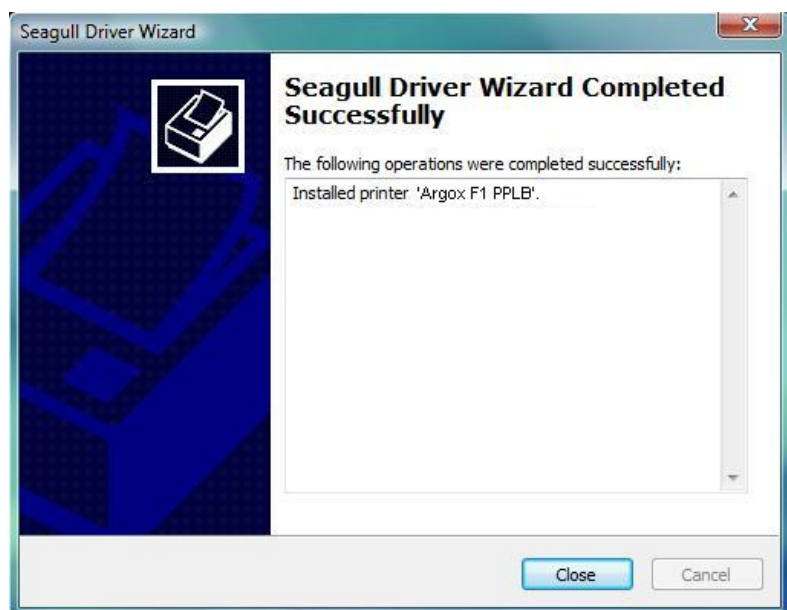 Seagull Driver Wizard
Seagull Driver Wizard Completed
Successfully
The following operations were completed successfully:
Installed printer 'Argox F1 PPLB'.
Close
Cancel